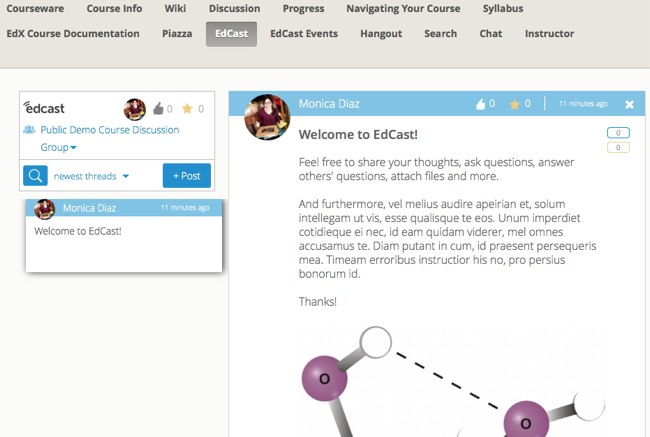 Courseware Course Info Wiki Discussion Progress Navigating Your Course Syllabus
EdX Course Documentation Piazza EdCast EdCast Events Hangout Search Chat Instructor
edcast 0 0
Public Demo Course Discussion
Group
newest threads + Post
Monica Diaz 11 minutes ago
Welcome to EdCast!
Monica Diaz 0 0 11 minutes ago
Welcome to EdCast!
0
0
Feel free to share your thoughts, ask questions, answer
others' questions, attach files and more.
And furthermore, vel melius audire apeirian et, solum
intellegam ut vis, esse qualisque te eos. Unum imperdiet
cotidieque ei nec, id eam quidam viderer, mel omnes
accusamus te. Diam putant in cum, id praesent persequeris
mea. Timeam erroribus instructior his no, pro persius
bonorum id.
Thanks!
O
O